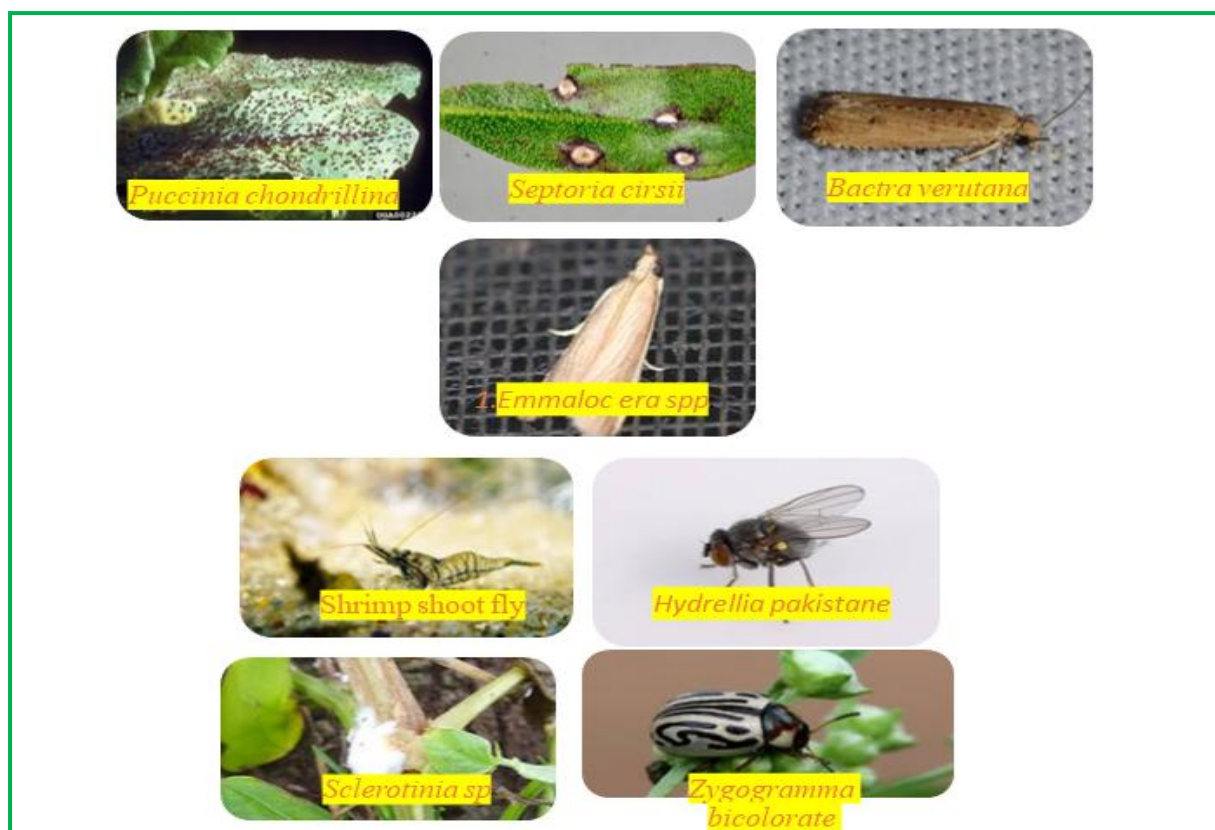 Puccinia chondrillina
Septoria cirsii
Bactra verutana
1.Emmaloc era spp
Shrimp shoot fly
Hydrellia pakistane
Sclerotinia sp
Zygogramma
bicolorate